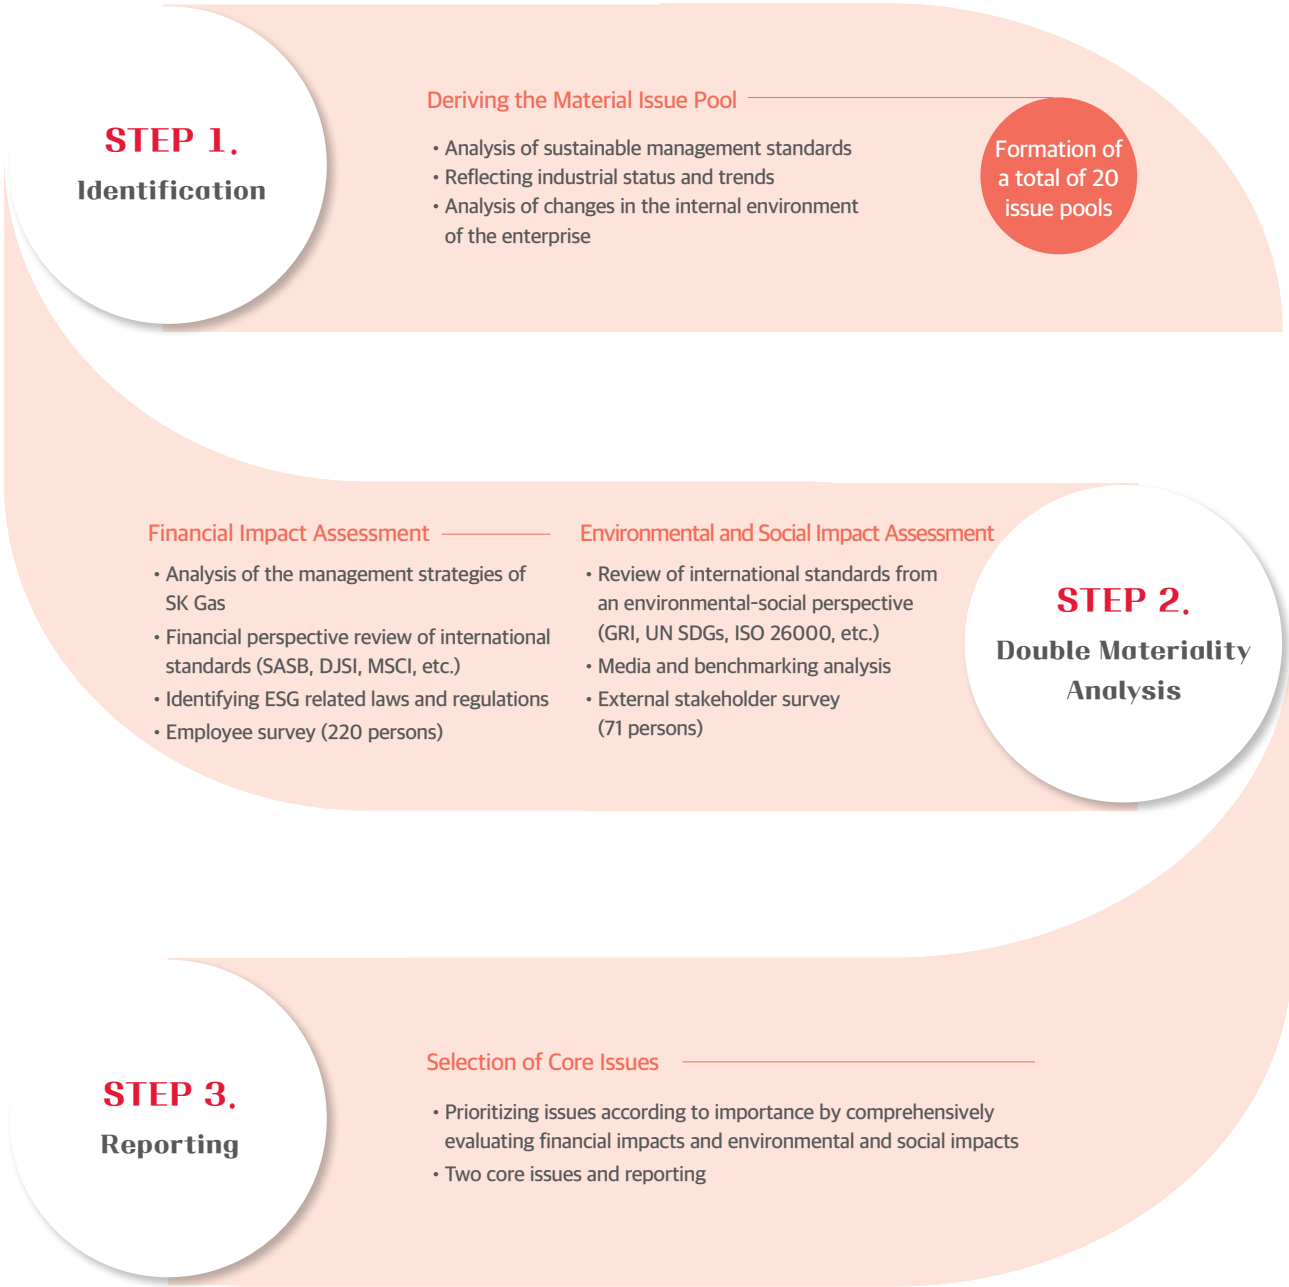 STEP 1.
Identification
Deriving the Material Issue Pool
• Analysis of sustainable management standards
• Reflecting industrial status and trends
• Analysis of changes in the internal environment
of the enterprise
Formation of
a total of 20
issue pools
Financial Impact Assessment
• Analysis of the management strategies of
SK Gas
• Financial perspective review of international
standards (SASB, DJSI, MSCI, etc.)
• Identifying ESG related laws and regulations
• Employee survey (220 persons)
Environmental and Social Impact Assessment
• Review of international standards from
an environmental-social perspective
(GRI, UN SDGs, ISO 26000, etc.)
• Media and benchmarking analysis
• External stakeholder survey
(71 persons)
STEP 2.
Double Materiality
Analysis
STEP 3.
Reporting
Selection of Core Issues
• Prioritizing issues according to importance by comprehensively
evaluating financial impacts and environmental and social impacts
• Two core issues and reporting